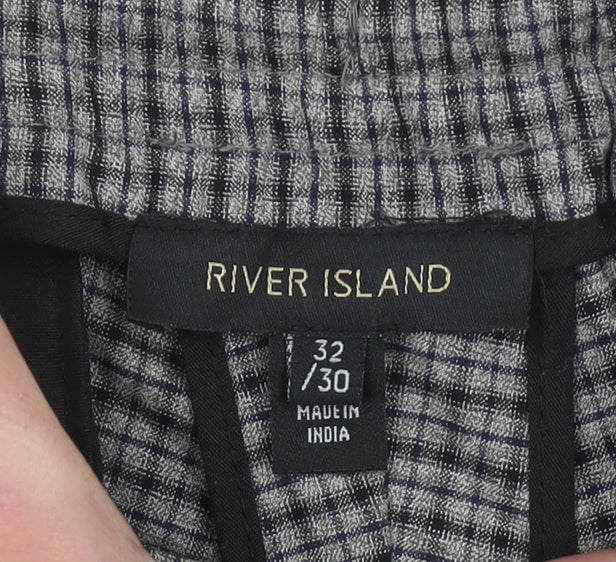 RIVER ISLAND
32
/30
MADE IN
INDIA